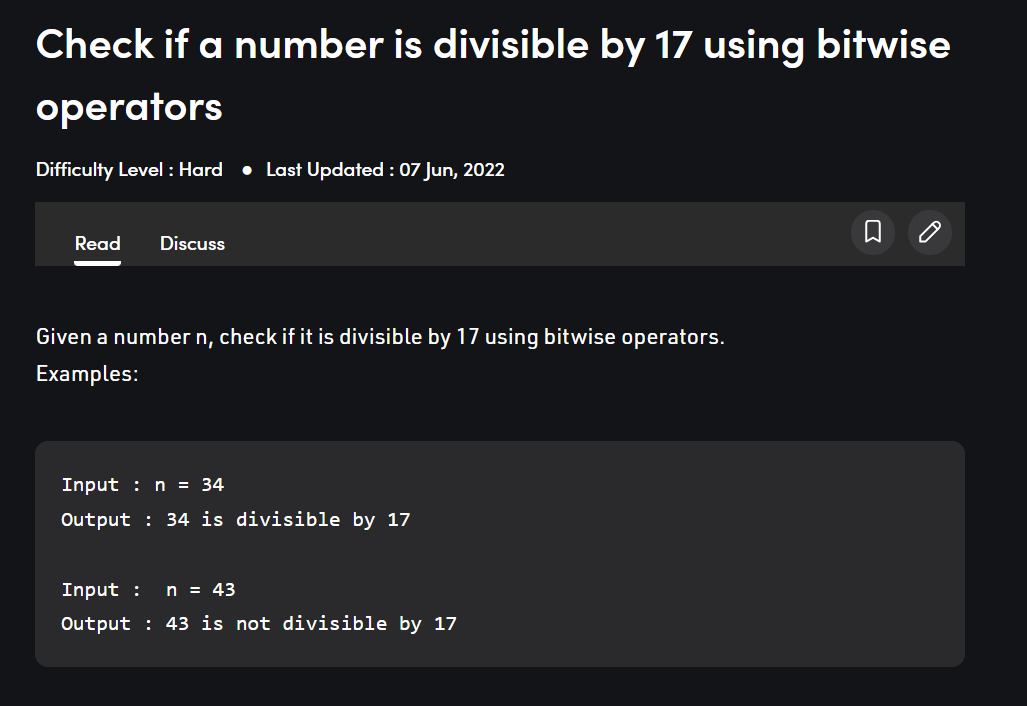 Check if a number is divisible by 17 using bitwise
operators
Difficulty Level : Hard ● Last Updated : 07 Jun, 2022
Read Discuss
Given a number n, check if it is divisible by 17 using bitwise operators.
Examples:
Input : n = 34
Output : 34 is divisible by 17
Input :  n = 43
Output : 43 is not divisible by 17